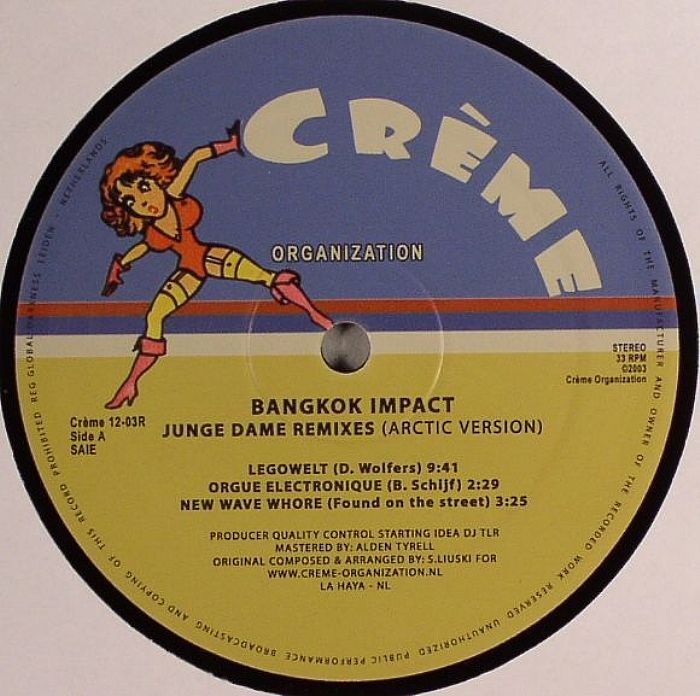 CRÈME
ORGANIZATION
STEREO
33 RPM
©2003
Crème Organization
Crème 12-03R
Side A
SAIE
BANGKOK IMPACT
JUNGE DAME REMIXES (ARCTIC VERSION)
LEGOWELT (D. Wolfers) 9:41
ORGUE ELECTRONIQUE (B. Schijf) 2:29
NEW WAVE WHORE (Found on the street) 3:25
PRODUCER QUALITY CONTROL STARTING IDEA DJ TLR
MASTERED BY: ALDEN TYRELL
ORIGINAL COMPOSED & ARRANGED BY: S.LIUSKI FOR
WWW.CREME-ORGANIZATION.NL
LA HAYA - NL
ALL RIGHTS OF THE MANUFACTURER AND OWNER OF THE RECORDED WORK RESERVED UNAUTHORIZED PUBLIC PERFORMANCE BROADCASTING AND COPYING OF THIS RECORD PROHIBITED REG GLOBAL DARKNESS LEIDEN - NETHERLANDS